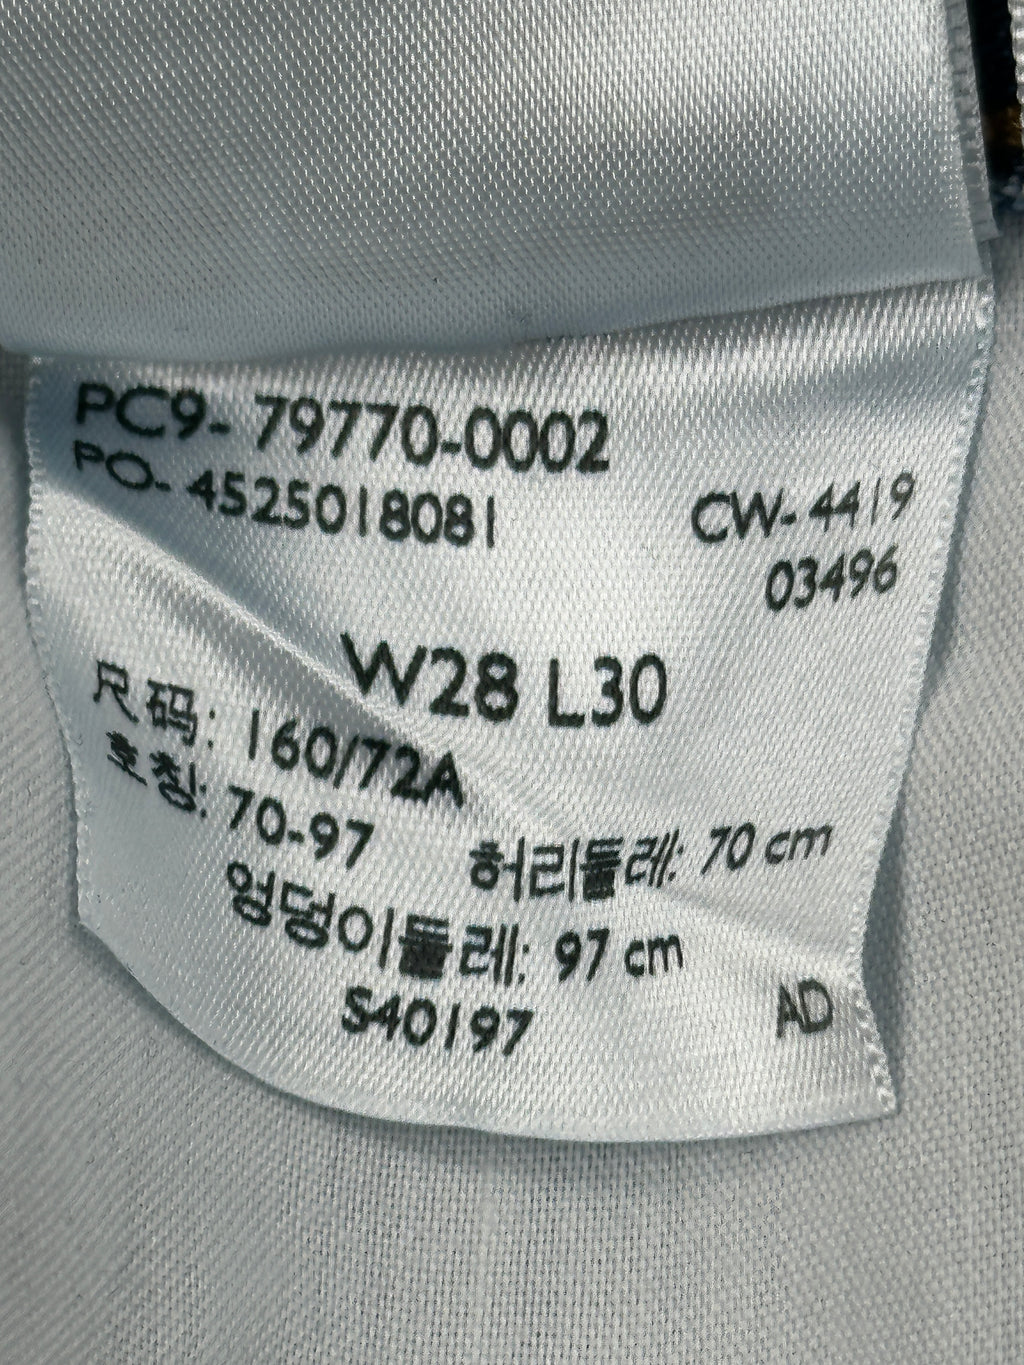 PC9-79770-0002
PO-4525018081
CW-4419
03496
W28 L30
尺码: 160/72A
호칭: 70-97
허리둘레: 70 cm
엉덩이둘레: 97 cm
S40197
AD